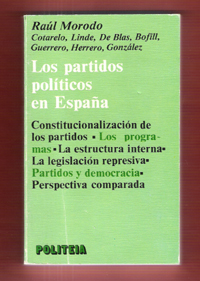 Raúl Morodo
Cotarelo, Linde, De Blas, Bofill,
Guerrero, Herrero, González
Los partidos
políticos
en España
Constitucionalización de
los partidos ▪ Los progra-
mas ▪ La estructura interna ▪
La legislación represiva ▪
Partidos y democracia ▪
Perspectiva comparada
POLITEIA